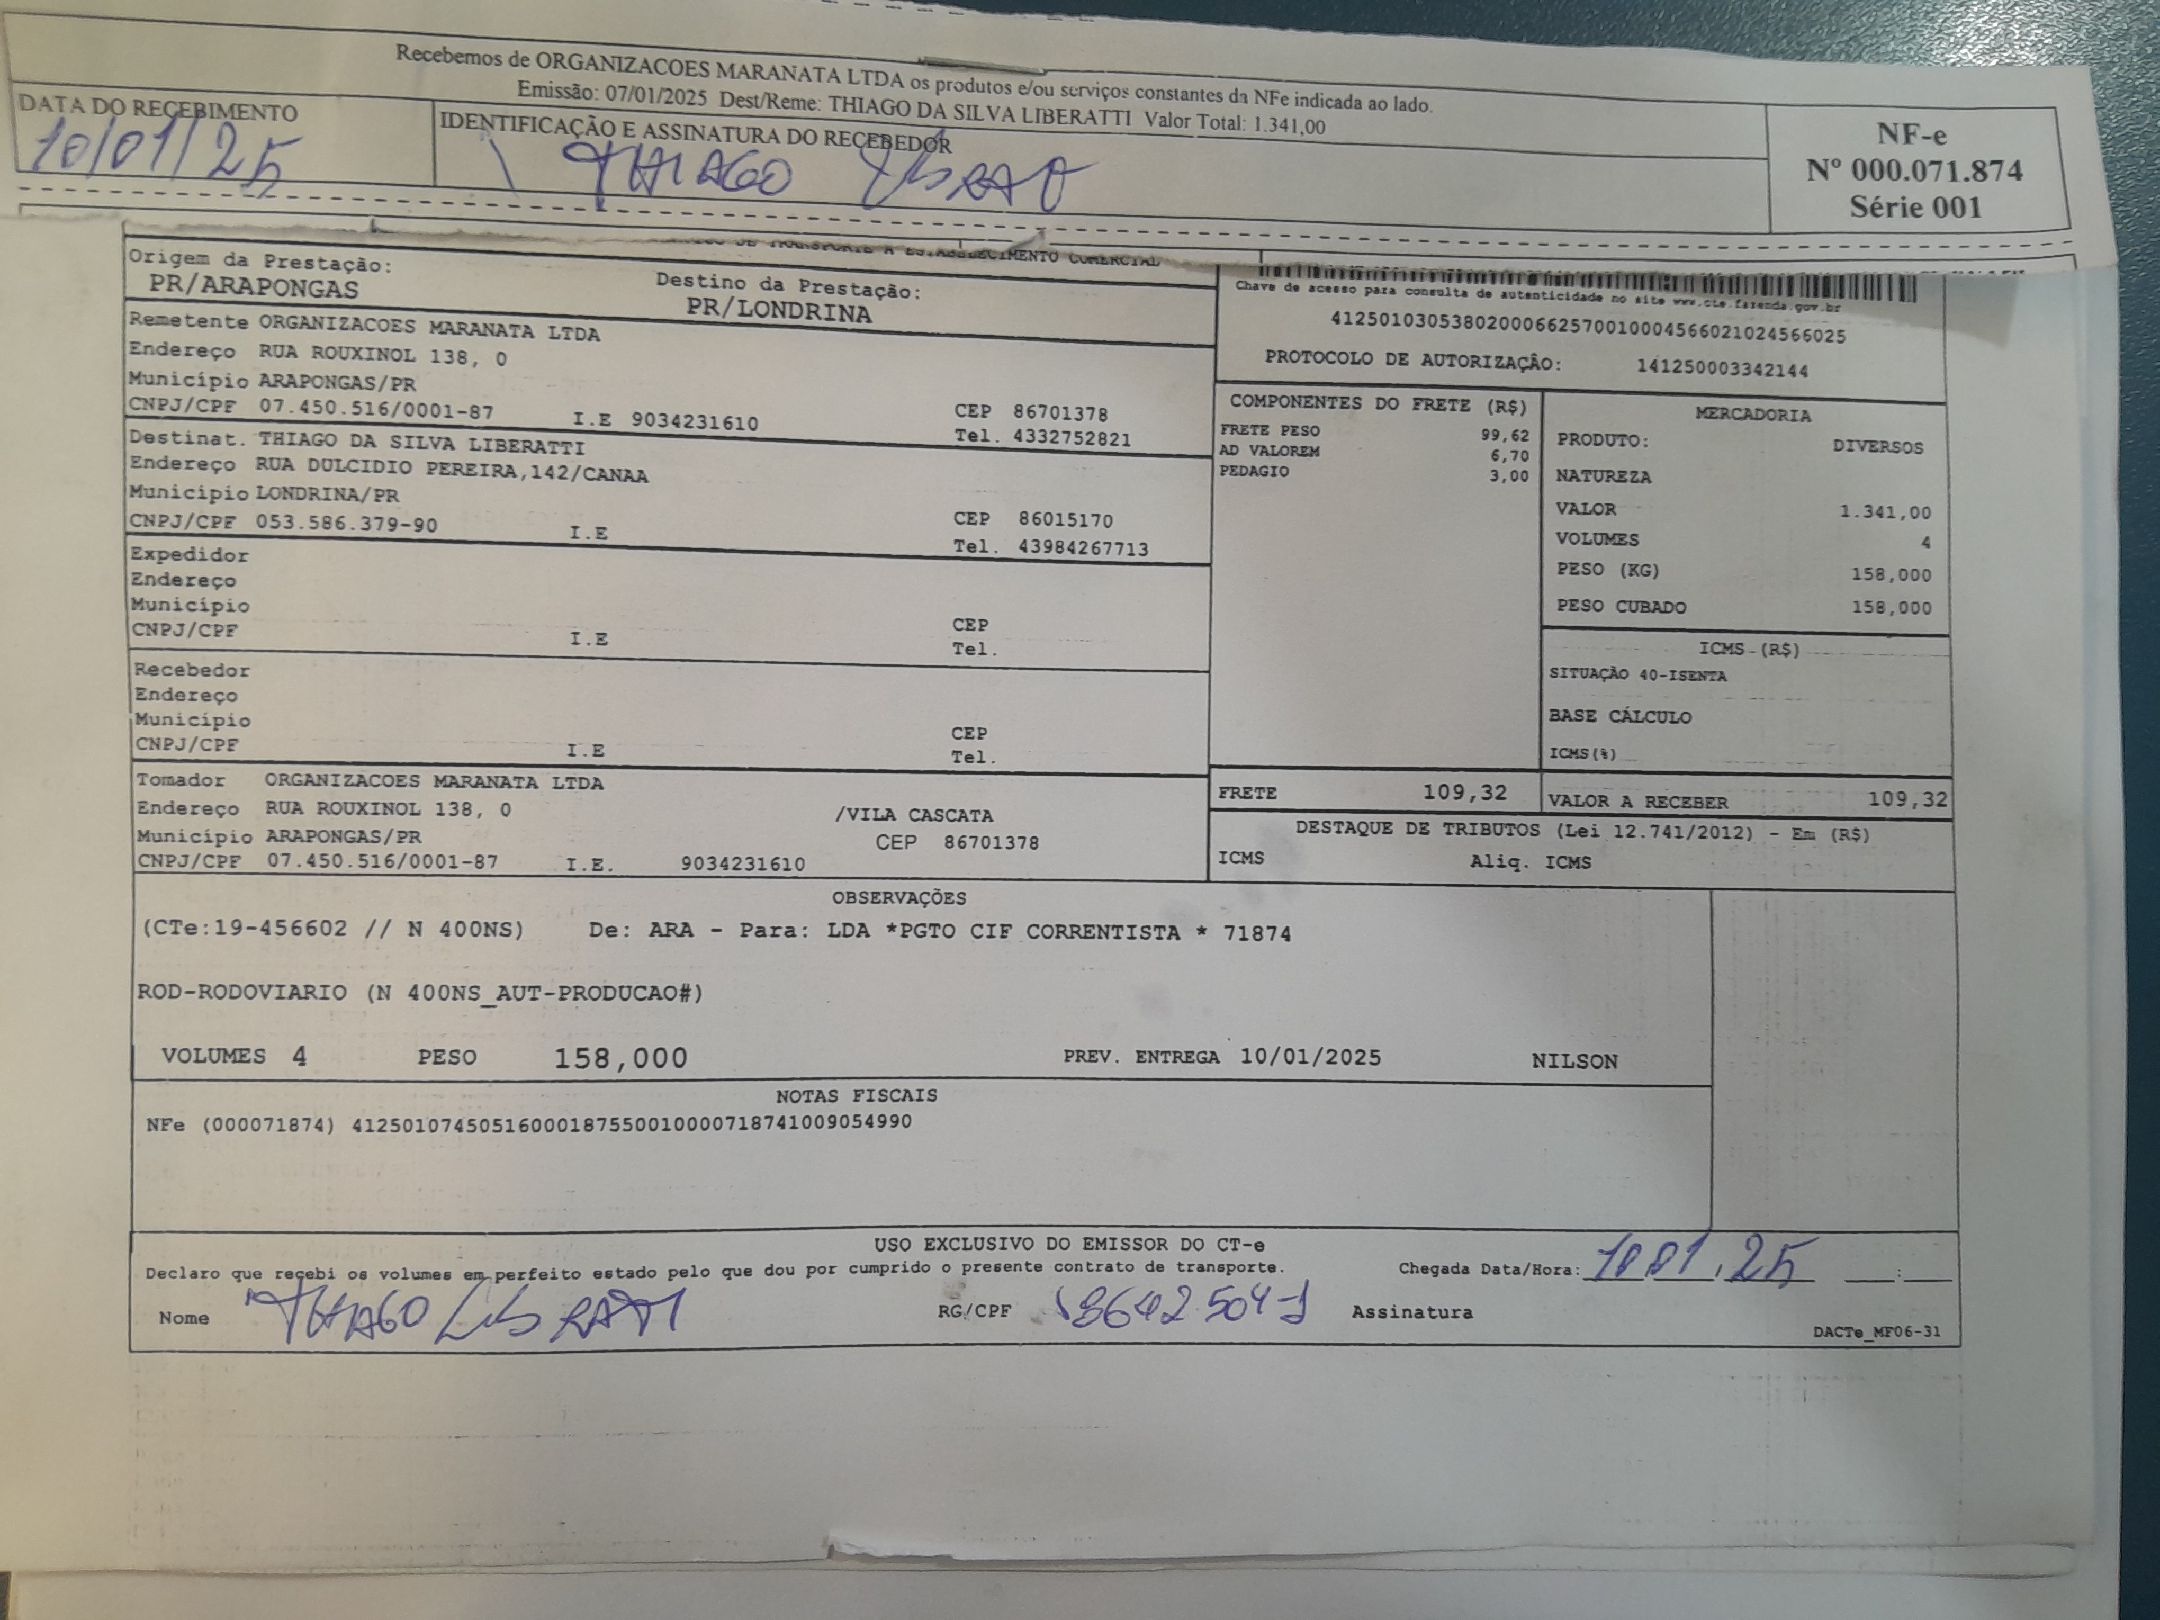 Recebemos de ORGANIZACOES MARANATA LTDA os produtos e/ou serviços constantes da NFe indicada ao lado.
Emissão: 07/01/2025 Dest/Reme: THIAGO DA SILVA LIBERATTI Valor Total: 1.341,00
DATA DO RECEBIMENTO
10/01/25
IDENTIFICAÇÃO E ASSINATURA DO RECEBEDOR
THIAGO
NF-e
Nº 000.071.874
Série 001
Origem da Prestação:
PR/ARAPONGAS
Destino da Prestação:
PR/LONDRINA
Remetente ORGANIZACOES MARANATA LTDA
Endereço RUA ROUXINOL 138, 0
Município ARAPONGAS/PR
CNPJ/CPF 07.450.516/0001-87 I.E 9034231610
CEP 86701378
Tel. 4332752821
Destinat. THIAGO DA SILVA LIBERATTI
Endereço RUA DULCIDIO PEREIRA,142/CANAA
Município LONDRINA/PR
CNPJ/CPF 053.586.379-90 I.E
CEP 86015170
Tel. 43984267713
Expedidor
Endereço
Município
CNPJ/CPF I.E
CEP
Tel.
Recebedor
Endereço
Município
CNPJ/CPF I.E
CEP
Tel.
Tomador ORGANIZACOES MARANATA LTDA
Endereço RUA ROUXINOL 138, 0 /VILA CASCATA
Município ARAPONGAS/PR CEP 86701378
CNPJ/CPF 07.450.516/0001-87 I.E. 9034231610
Chave de acesso para consulta de autenticidade no site www.cte.fazenda.gov.br
41250103053802000662570010004566021024566025
PROTOCOLO DE AUTORIZAÇÃO: 141250003342144
COMPONENTES DO FRETE (R$)
FRETE PESO 99,62
AD VALOREM 6,70
PEDAGIO 3,00
MERCADORIA
PRODUTO: DIVERSOS
NATUREZA
VALOR 1.341,00
VOLUMES 4
PESO (KG) 158,000
PESO CUBADO 158,000
ICMS (R$)
SITUAÇÃO 40-ISENTA
BASE CÁLCULO
ICMS(%)
FRETE 109,32
VALOR A RECEBER 109,32
DESTAQUE DE TRIBUTOS (Lei 12.741/2012) - Em (R$)
ICMS Aliq. ICMS
OBSERVAÇÕES
(CTe:19-456602 // N 400NS) De: ARA - Para: LDA *PGTO CIF CORRENTISTA * 71874
ROD-RODOVIARIO (N 400NS_AUT-PRODUCAO#)
VOLUMES 4 PESO 158,000 PREV. ENTREGA 10/01/2025 NILSON
NOTAS FISCAIS
NFe (000071874) 41250107450516000187550010000718741009054990
USO EXCLUSIVO DO EMISSOR DO CT-e
Declaro que recebi os volumes em perfeito estado pelo que dou por cumprido o presente contrato de transporte.
Chegada Data/Hora: 10 01.25 __:__
Nome THIAGO
RG/CPF
Assinatura
DACTe_MF06-31